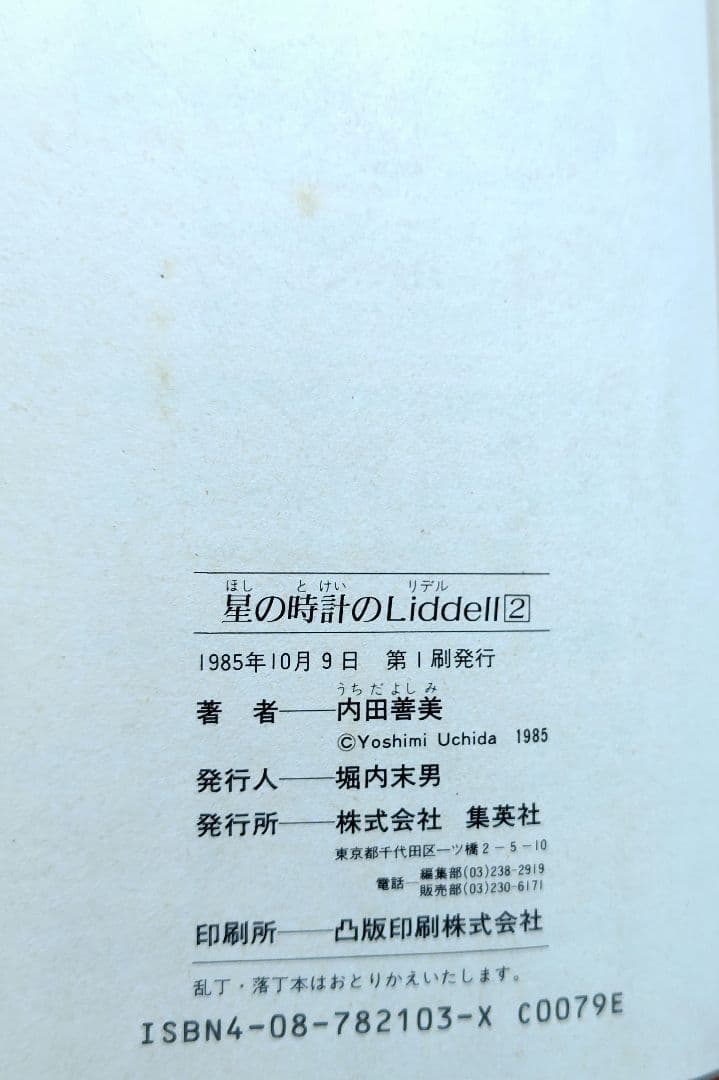 ほし と けい リデル
星の時計のLiddell2
1985年10月9日 第1刷発行
うち だ よし み
著 者――内田善美
©Yoshimi Uchida 1985
発行人――堀内末男
発行所――株式会社 集英社
東京都千代田区一ツ橋2-5-10
電話―編集部(03)238-2919
販売部(03)230-6171
印刷所――凸版印刷株式会社
乱丁・落丁本はおとりかえいたします。
ISBN4-08-782103-X C0079E